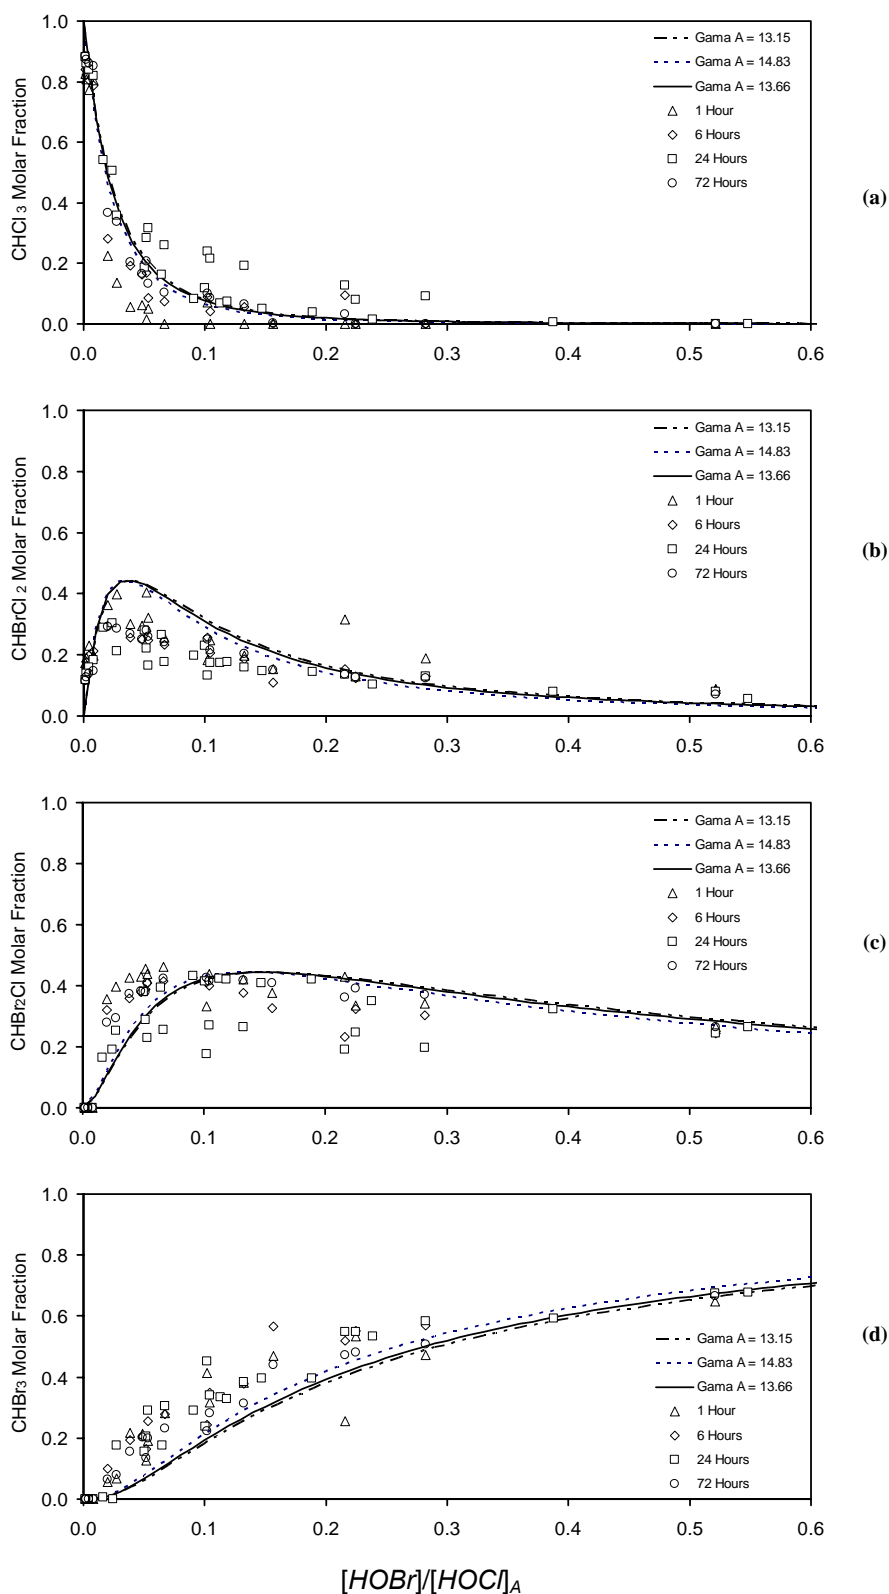 1.0
0.8
0.6
0.4
0.2
0.0
CHCl3 Molar Fraction
Gama A = 13.15
Gama A = 14.83
Gama A = 13.66
1 Hour
6 Hours
24 Hours
72 Hours
(a)
0.0 0.1 0.2 0.3 0.4 0.5 0.6
1.0
0.8
0.6
0.4
0.2
0.0
CHBrCl2 Molar Fraction
Gama A = 13.15
Gama A = 14.83
Gama A = 13.66
1 Hour
6 Hours
24 Hours
72 Hours
(b)
0.0 0.1 0.2 0.3 0.4 0.5 0.6
1.0
0.8
0.6
0.4
0.2
0.0
CHBr2Cl Molar Fraction
Gama A = 13.15
Gama A = 14.83
Gama A = 13.66
1 Hour
6 Hours
24 Hours
72 Hours
(c)
0.0 0.1 0.2 0.3 0.4 0.5 0.6
1.0
0.8
0.6
0.4
0.2
0.0
CHBr3 Molar Fraction
Gama A = 13.15
Gama A = 14.83
Gama A = 13.66
1 Hour
6 Hours
24 Hours
72 Hours
(d)
0.0 0.1 0.2 0.3 0.4 0.5 0.6
[HOBr]/[HOCl]A